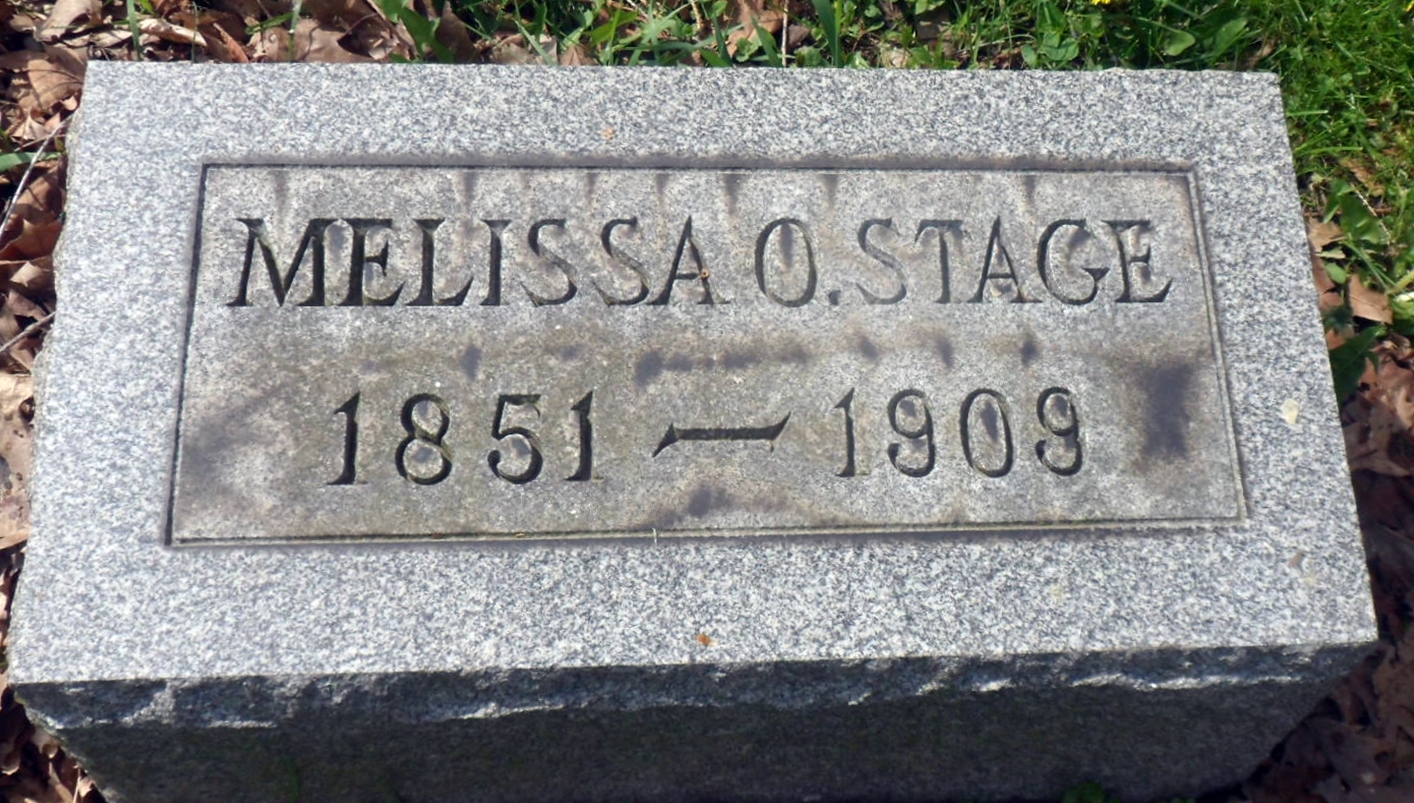 MELISSA O. STAGE
1851 — 1909